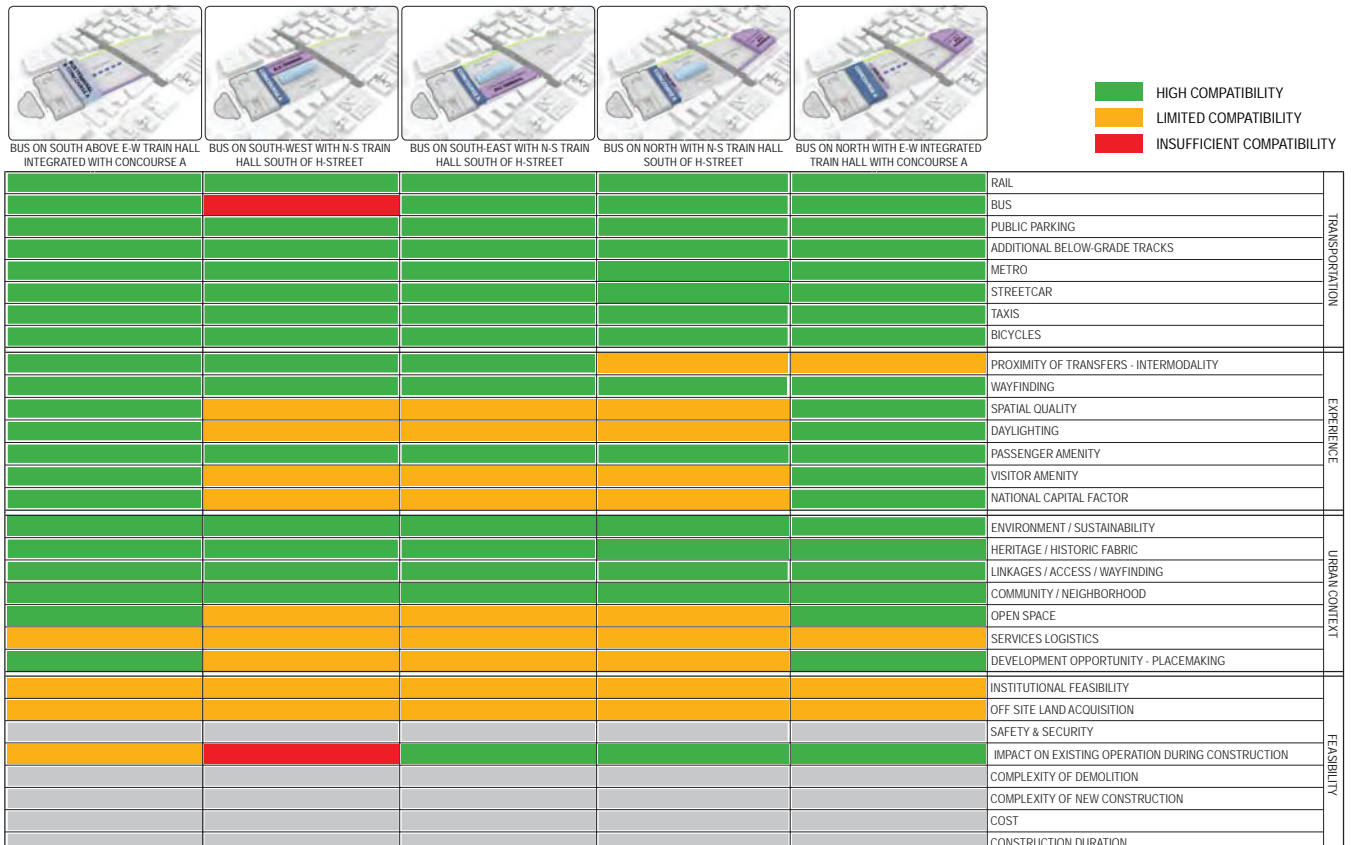 BUS ON SOUTH ABOVE E-W TRAIN HALL
INTEGRATED WITH CONCOURSE A
BUS ON SOUTH-WEST WITH N-S TRAIN
HALL SOUTH OF H-STREET
BUS ON SOUTH-EAST WITH N-S TRAIN
HALL SOUTH OF H-STREET
BUS ON NORTH WITH N-S TRAIN HALL
SOUTH OF H-STREET
BUS ON NORTH WITH E-W INTEGRATED
TRAIN HALL WITH CONCOURSE A
HIGH COMPATIBILITY
LIMITED COMPATIBILITY
INSUFFICIENT COMPATIBILITY
TRANSPORTATION
RAIL
BUS
PUBLIC PARKING
ADDITIONAL BELOW-GRADE TRACKS
METRO
STREETCAR
TAXIS
BICYCLES
EXPERIENCE
PROXIMITY OF TRANSFERS - INTERMODALITY
WAYFINDING
SPATIAL QUALITY
DAYLIGHTING
PASSENGER AMENITY
VISITOR AMENITY
NATIONAL CAPITAL FACTOR
URBAN CONTEXT
ENVIRONMENT / SUSTAINABILITY
HERITAGE / HISTORIC FABRIC
LINKAGES / ACCESS / WAYFINDING
COMMUNITY / NEIGHBORHOOD
OPEN SPACE
SERVICES LOGISTICS
DEVELOPMENT OPPORTUNITY - PLACEMAKING
FEASIBILITY
INSTITUTIONAL FEASIBILITY
OFF SITE LAND ACQUISITION
SAFETY & SECURITY
IMPACT ON EXISTING OPERATION DURING CONSTRUCTION
COMPLEXITY OF DEMOLITION
COMPLEXITY OF NEW CONSTRUCTION
COST
CONSTRUCTION DURATION